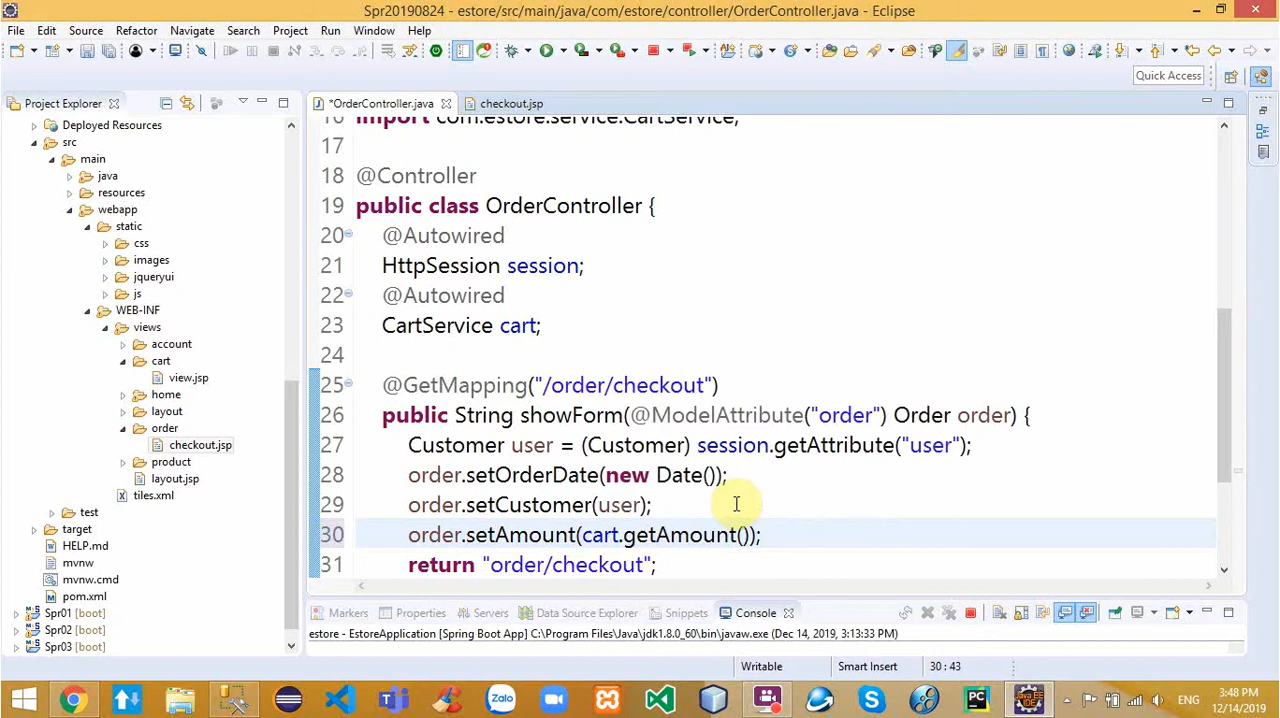 Spr20190824 - estore/src/main/java/com/estore/controller/OrderController.java - Eclipse
File Edit Source Refactor Navigate Search Project Run Window Help
Quick Access
Project Explorer
*OrderController.java
checkout.jsp
Deployed Resources
src
main
java
resources
webapp
static
css
images
jqueryui
js
WEB-INF
views
account
cart
view.jsp
home
layout
order
checkout.jsp
product
layout.jsp
tiles.xml
test
target
HELP.md
mvnw
mvnw.cmd
pom.xml
Spr01 [boot]
Spr02 [boot]
Spr03 [boot]
16 import com.estore.service.CartService;
17
18 @Controller
19 public class OrderController {
20 @Autowired
21 HttpSession session;
22 @Autowired
23 CartService cart;
24
25 @GetMapping("/order/checkout")
26 public String showForm(@ModelAttribute("order") Order order) {
27 Customer user = (Customer) session.getAttribute("user");
28 order.setOrderDate(new Date());
29 order.setCustomer(user);
30 order.setAmount(cart.getAmount());
31 return "order/checkout";
Markers Properties Servers Data Source Explorer Snippets Console
estore - EstoreApplication [Spring Boot App] C:\Program Files\Java\jdk1.8.0_60\bin\javaw.exe (Dec 14, 2019, 3:13:33 PM)
Writable Smart Insert 30 : 43
Zalo
PC
ENG
3:48 PM
12/14/2019